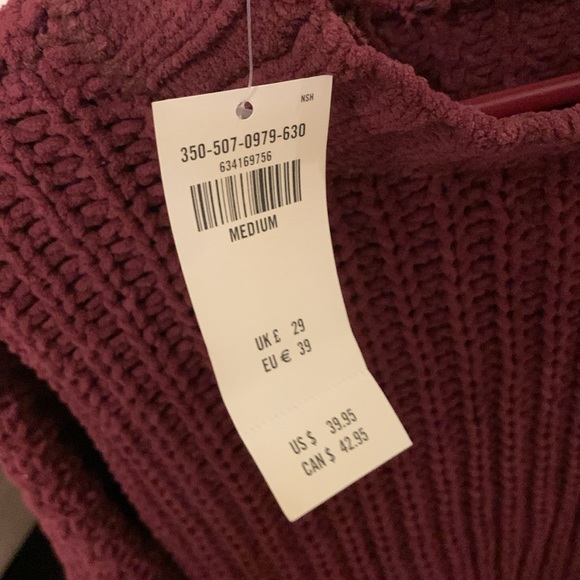 NSH
350-507-0979-630
634169756
MEDIUM
UK £ 29
EU € 39
US $ 39.95
CAN $ 42.95